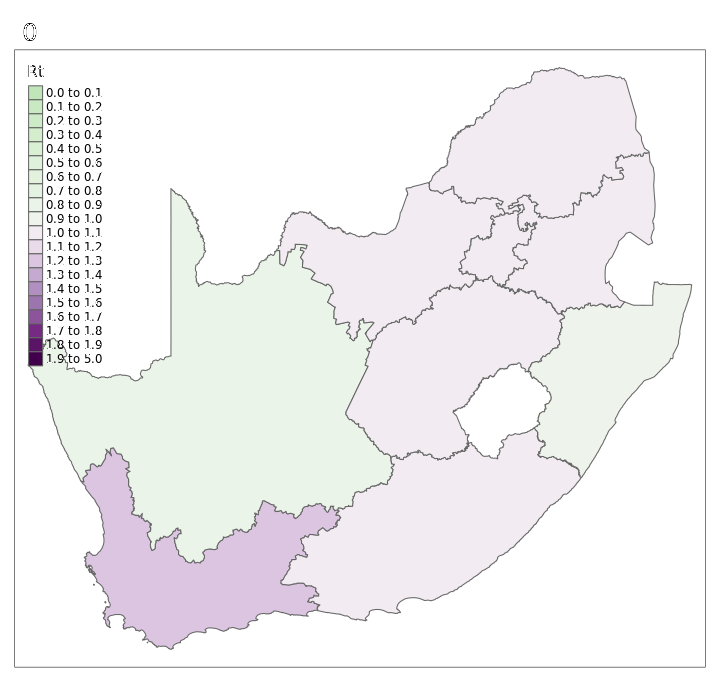 0
Rt
0.0 to 0.1
0.1 to 0.2
0.2 to 0.3
0.3 to 0.4
0.4 to 0.5
0.5 to 0.6
0.6 to 0.7
0.7 to 0.8
0.8 to 0.9
0.9 to 1.0
1.0 to 1.1
1.1 to 1.2
1.2 to 1.3
1.3 to 1.4
1.4 to 1.5
1.5 to 1.6
1.6 to 1.7
1.7 to 1.8
1.8 to 1.9
1.9 to 5.0